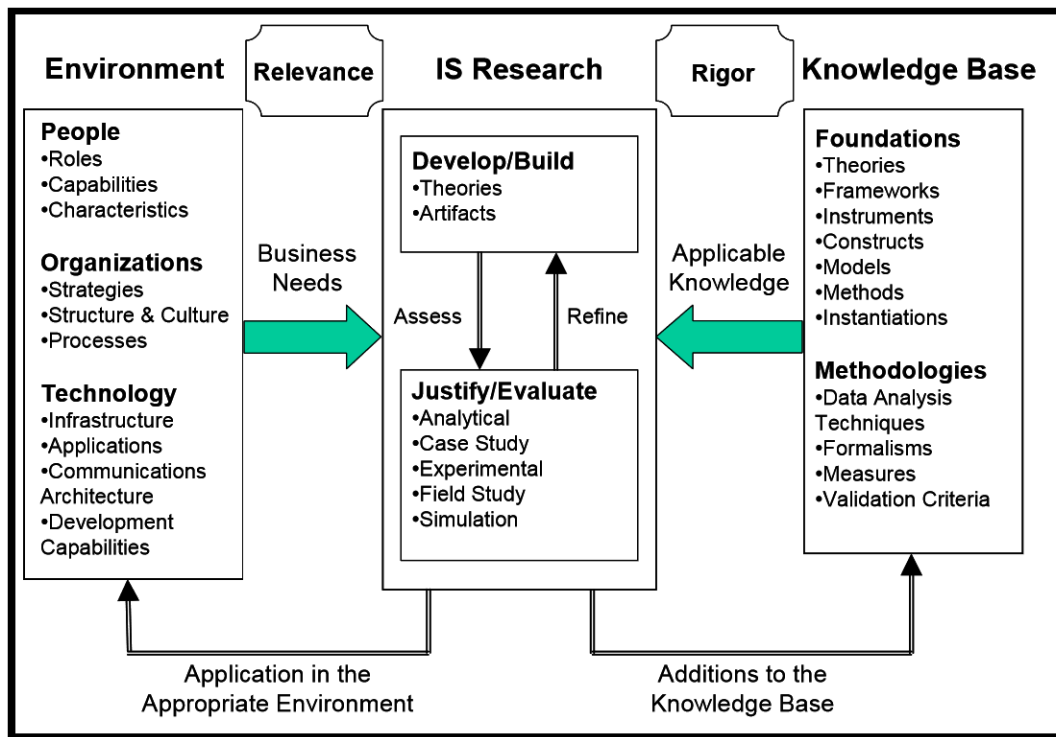 Environment
Relevance
IS Research
Rigor
Knowledge Base
People
•Roles
•Capabilities
•Characteristics
Organizations
•Strategies
•Structure & Culture
•Processes
Technology
•Infrastructure
•Applications
•Communications
Architecture
•Development
Capabilities
Business
Needs
Develop/Build
•Theories
•Artifacts
Assess
Refine
Justify/Evaluate
•Analytical
•Case Study
•Experimental
•Field Study
•Simulation
Applicable
Knowledge
Foundations
•Theories
•Frameworks
•Instruments
•Constructs
•Models
•Methods
•Instantiations
Methodologies
•Data Analysis
Techniques
•Formalisms
•Measures
•Validation Criteria
Application in the
Appropriate Environment
Additions to the
Knowledge Base